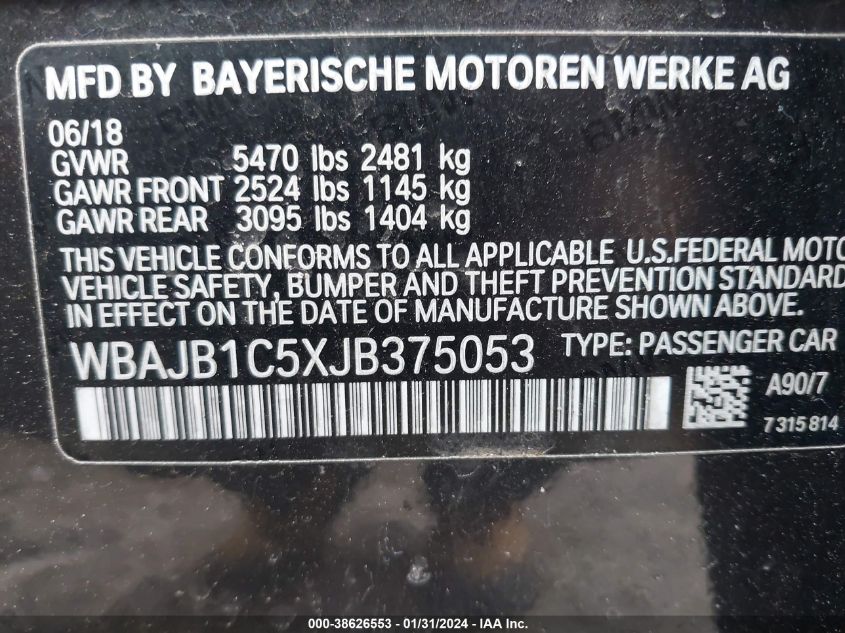 MFD BY BAYERISCHE MOTOREN WERKE AG
06/18
GVWR 5470 lbs 2481 kg
GAWR FRONT 2524 lbs 1145 kg
GAWR REAR 3095 lbs 1404 kg
THIS VEHICLE CONFORMS TO ALL APPLICABLE U.S.FEDERAL MOTO
VEHICLE SAFETY, BUMPER AND THEFT PREVENTION STANDARD
IN EFFECT ON THE DATE OF MANUFACTURE SHOWN ABOVE.
WBAJB1C5XJB375053 TYPE: PASSENGER CAR
A90/7
7315814
000-38626553 - 01/31/2024 - IAA Inc.